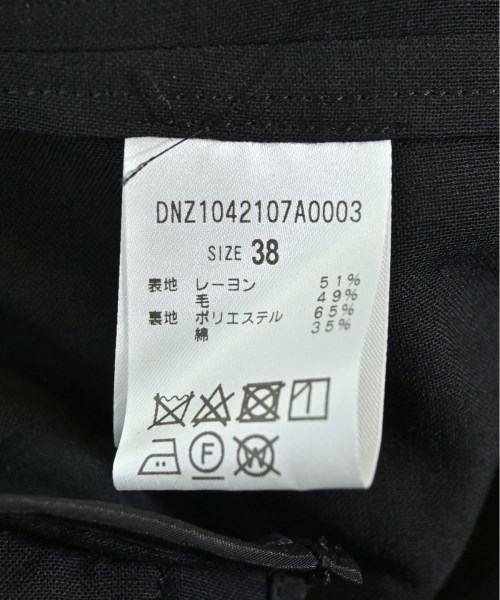 DNZ1042107A0003
SIZE 38
表地 レーヨン 51%
毛 49%
裏地 ポリエステル 65%
綿 35%
F W